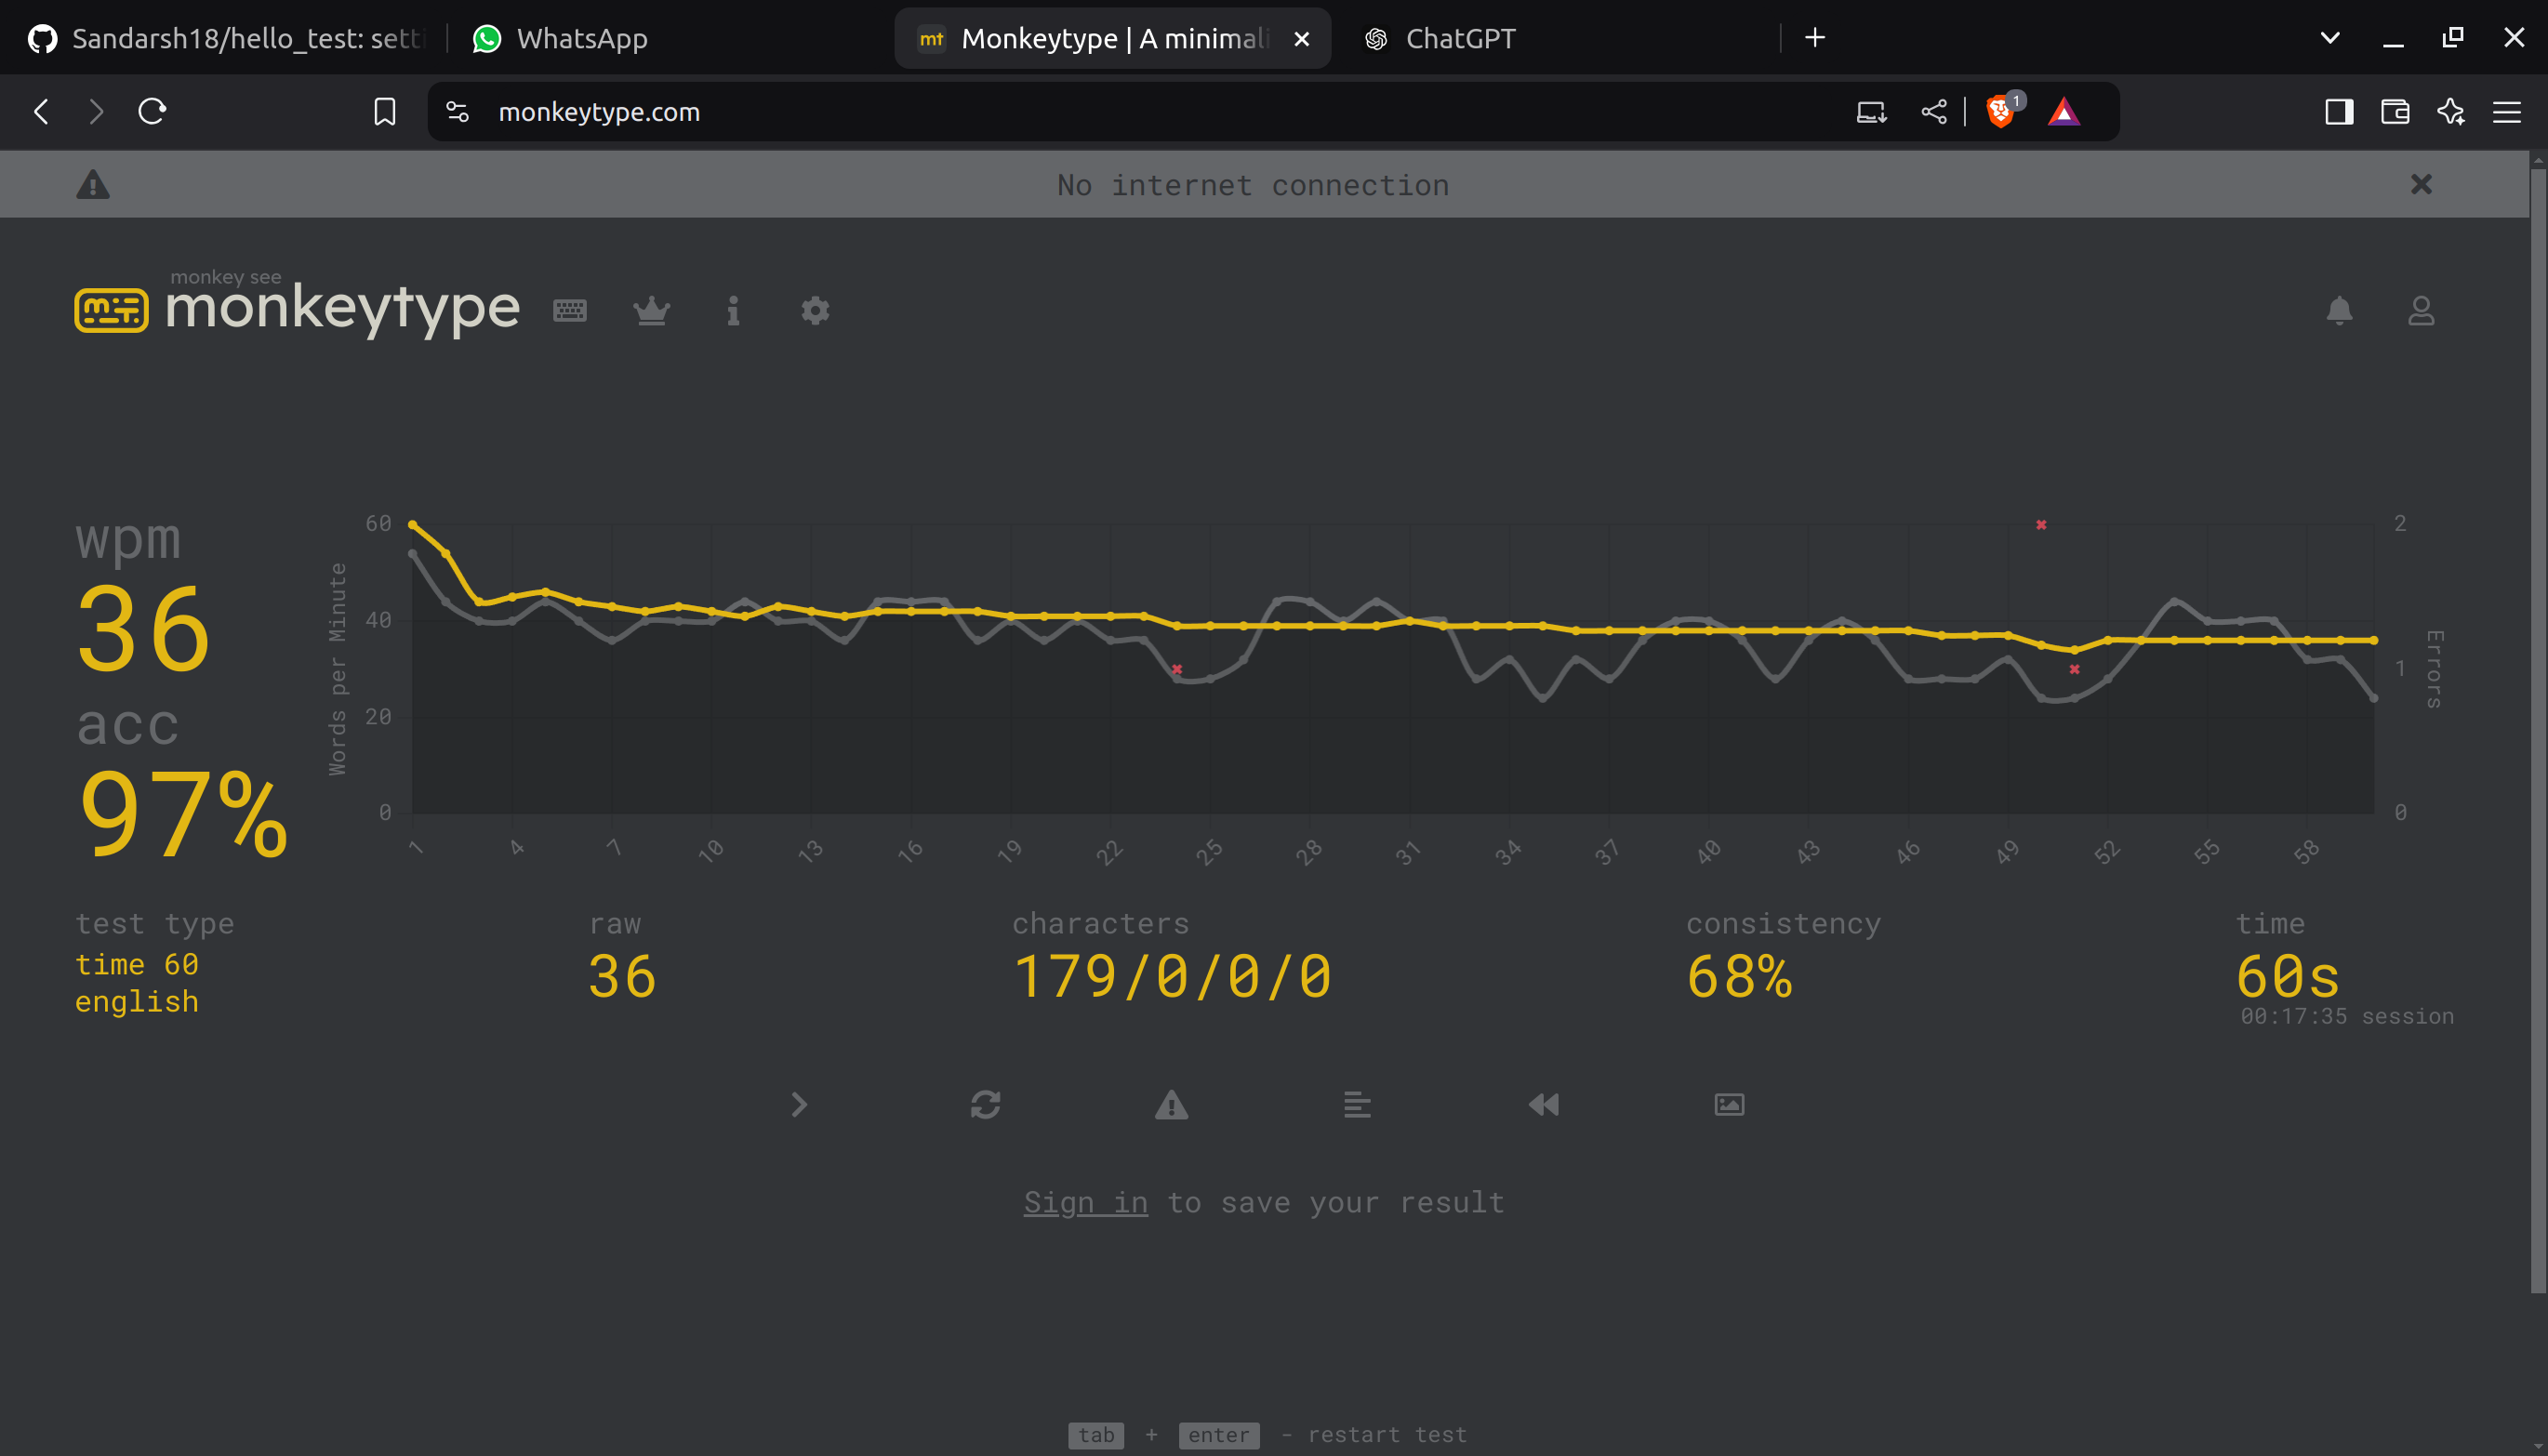 Sandarsh18/hello_test: setti
WhatsApp
mt Monkeytype | A minimali
ChatGPT
monkeytype.com
1
No internet connection
monkey see
monkeytype
wpm
36
acc
97%
Words per Minute
60
40
20
0
2
1
0
Errors
1 4 7 10 13 16 19 22 25 28 31 34 37 40 43 46 49 52 55 58
test type
time 60
english
raw
36
characters
179/0/0/0
consistency
68%
time
60s
00:17:35 session
Sign in to save your result
tab + enter - restart test